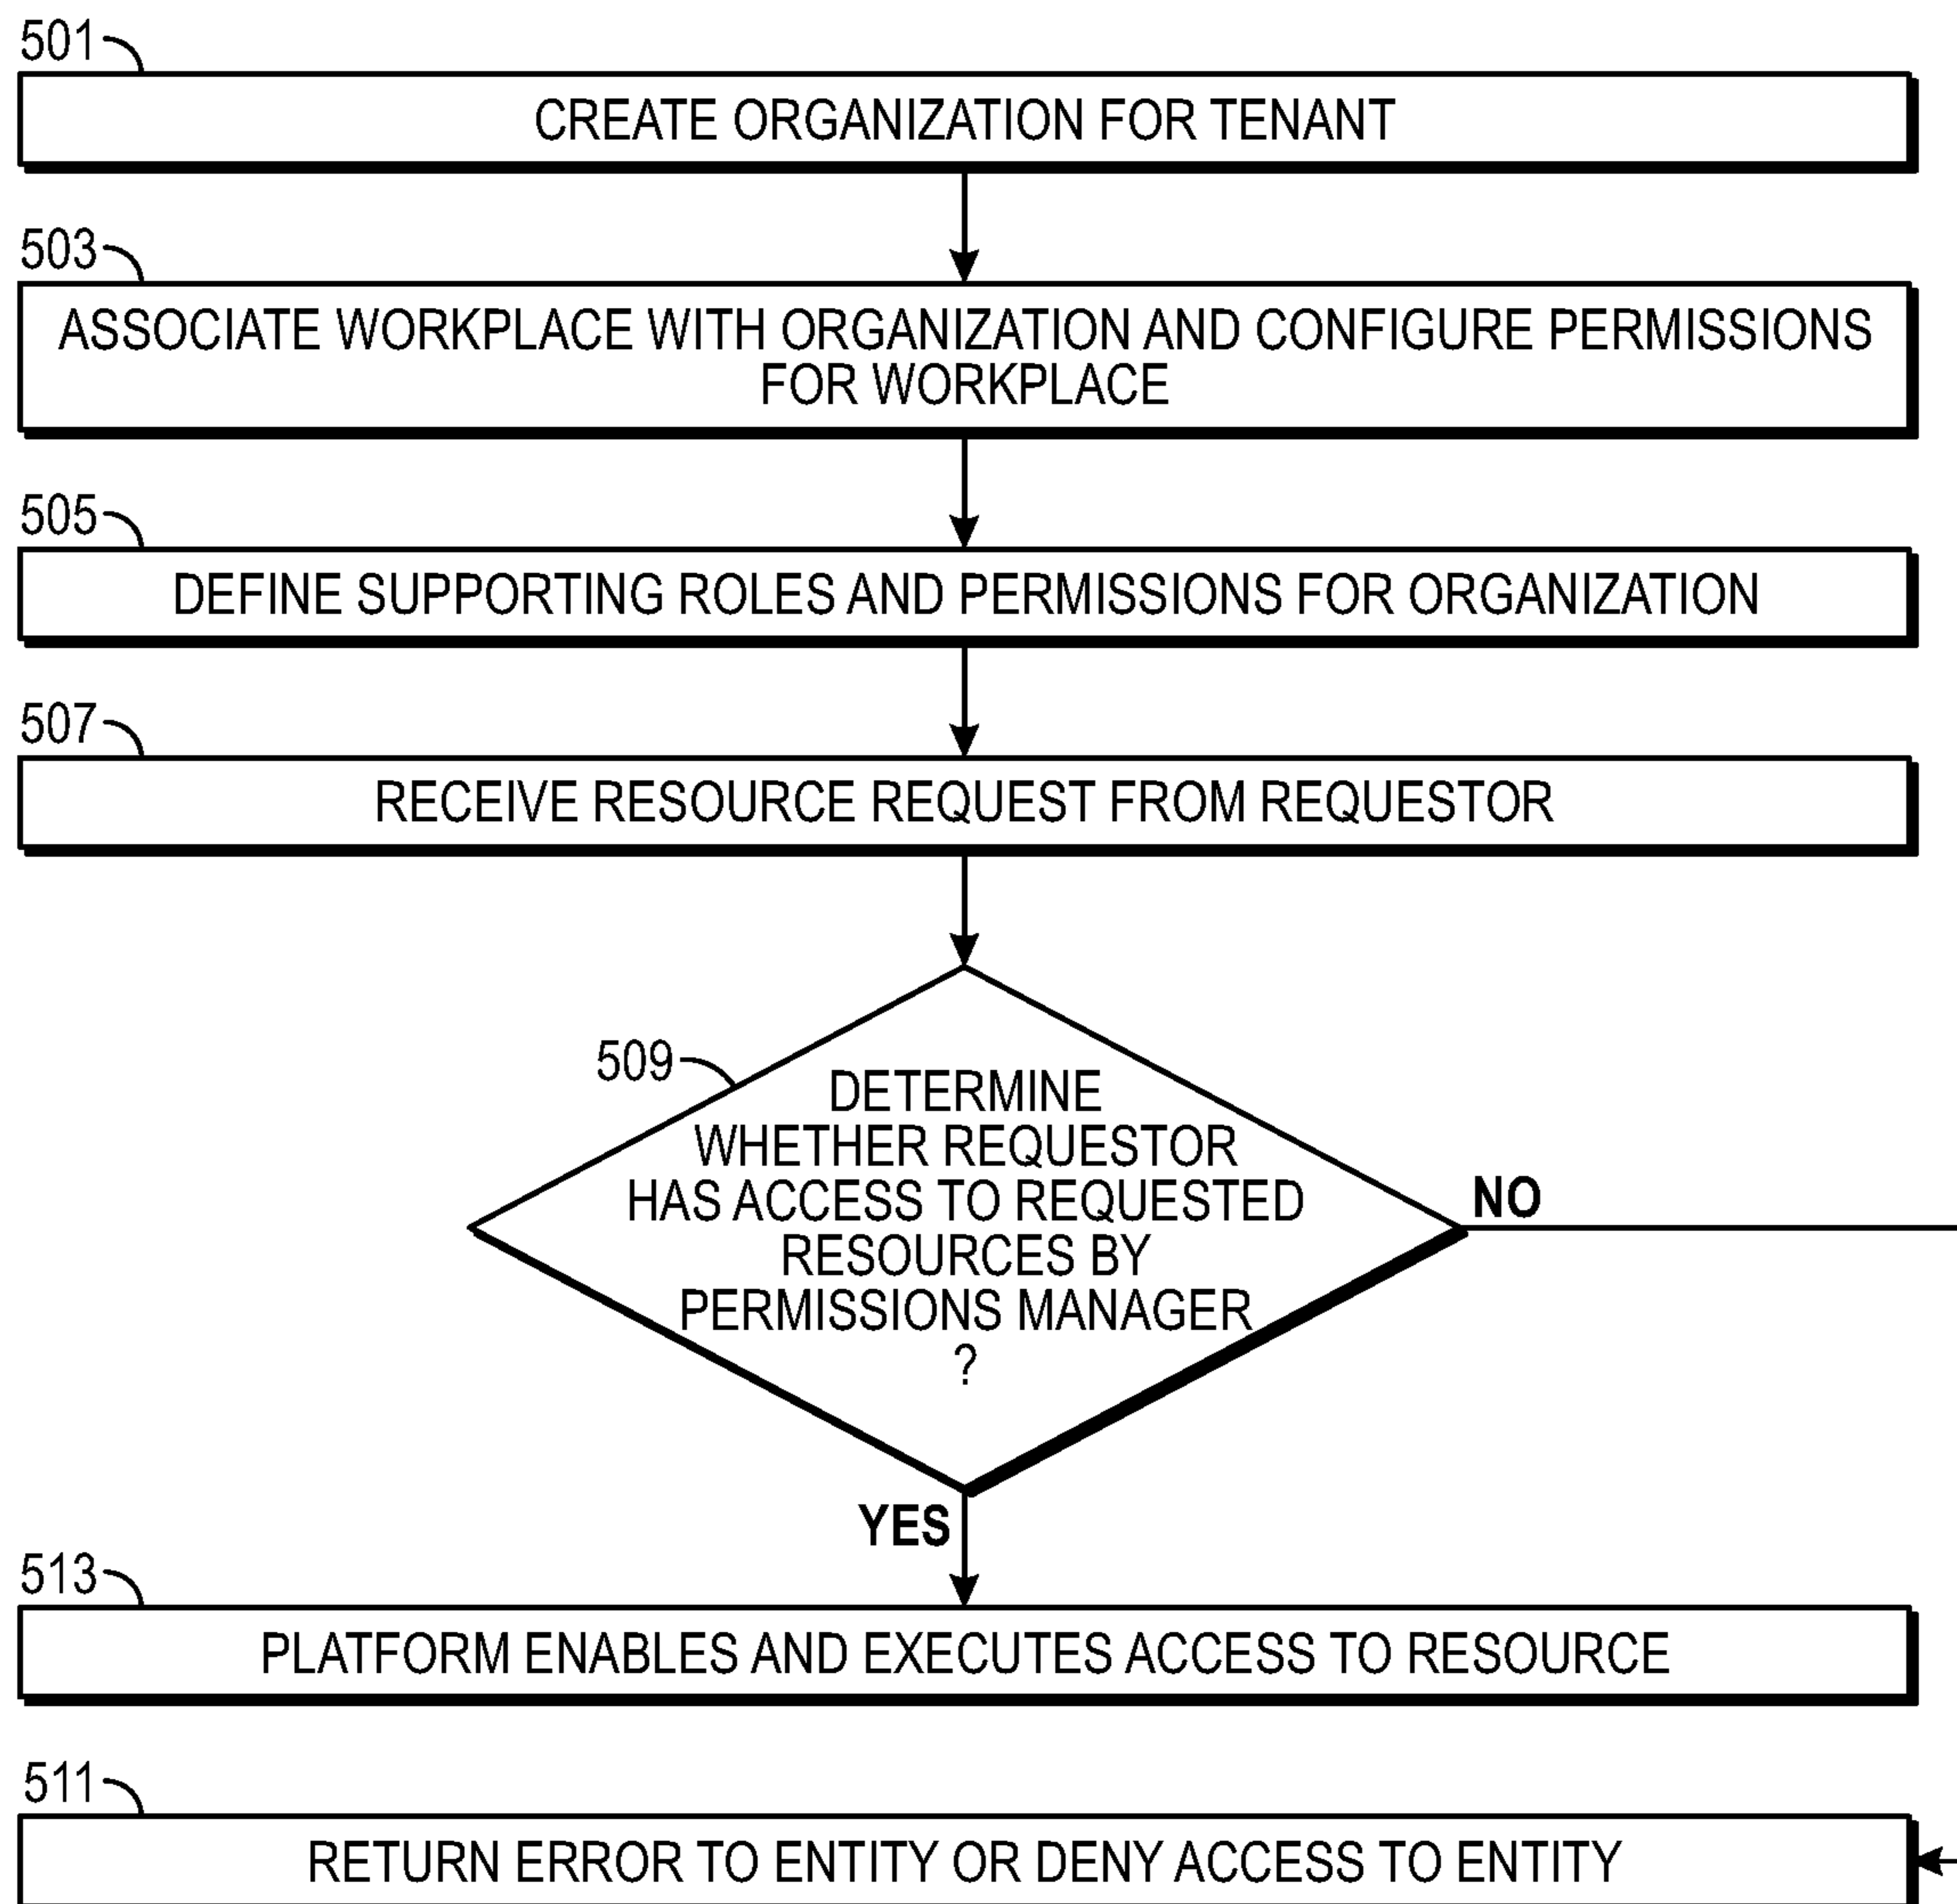 501
CREATE ORGANIZATION FOR TENANT
503
ASSOCIATE WORKPLACE WITH ORGANIZATION AND CONFIGURE PERMISSIONS
FOR WORKPLACE
505
DEFINE SUPPORTING ROLES AND PERMISSIONS FOR ORGANIZATION
507
RECEIVE RESOURCE REQUEST FROM REQUESTOR
509
DETERMINE
WHETHER REQUESTOR
HAS ACCESS TO REQUESTED
RESOURCES BY
PERMISSIONS MANAGER
?
NO
YES
513
PLATFORM ENABLES AND EXECUTES ACCESS TO RESOURCE
511
RETURN ERROR TO ENTITY OR DENY ACCESS TO ENTITY